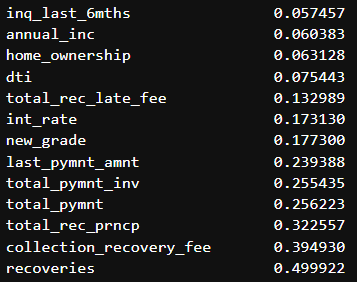 inq_last_6mths 0.057457
annual_inc 0.060383
home_ownership 0.063128
dti 0.075443
total_rec_late_fee 0.132989
int_rate 0.173130
new_grade 0.177300
last_pymnt_amnt 0.239388
total_pymnt_inv 0.255435
total_pymnt 0.256223
total_rec_prncp 0.322557
collection_recovery_fee 0.394930
recoveries 0.499922